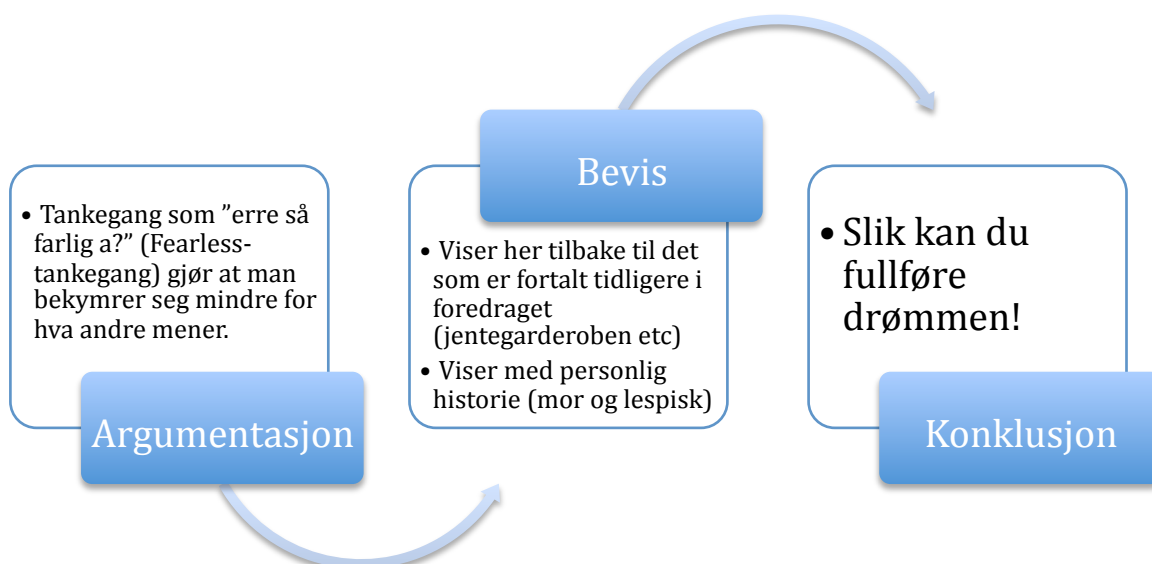 • Tankegang som ”erre så
farlig a?” (Fearless-
tankegang) gjør at man
bekymrer seg mindre for
hva andre mener.
Argumentasjon
Bevis
• Viser her tilbake til det
som er fortalt tidligere i
foredraget
(jentegarderoben etc)
• Viser med personlig
historie (mor og lespisk)
• Slik kan du
fullføre
drømmen!
Konklusjon